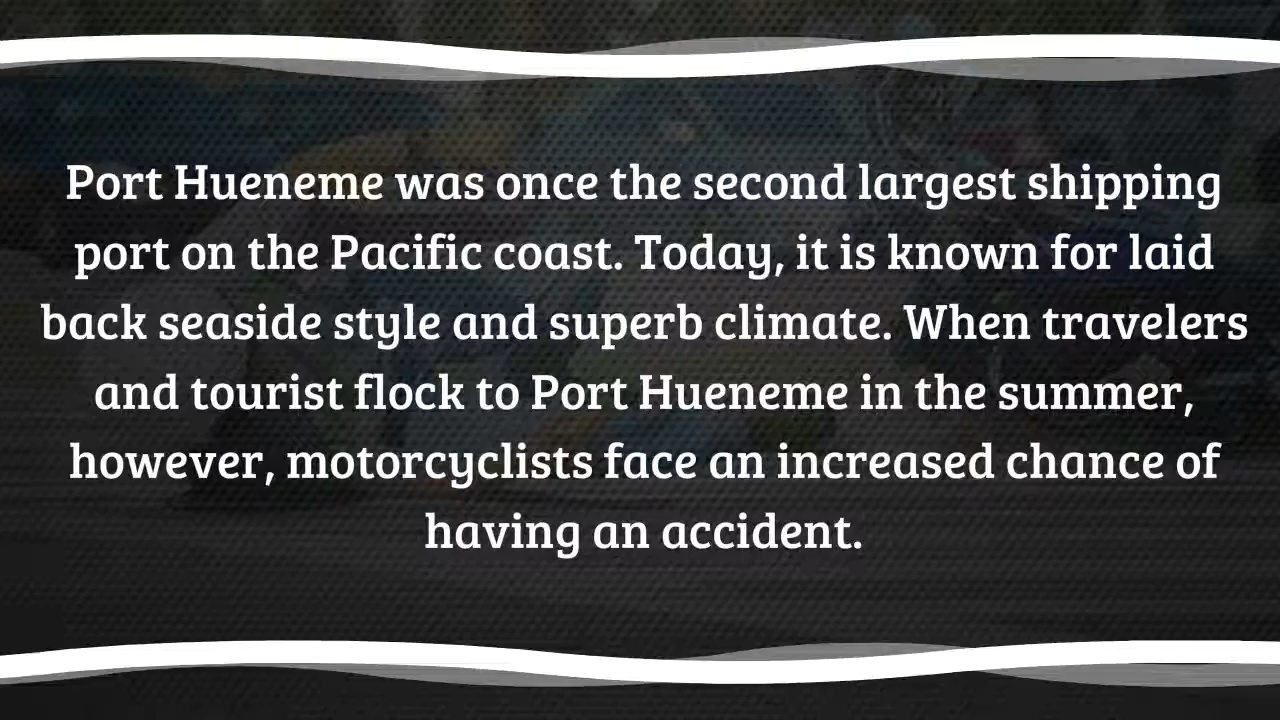 Port Hueneme was once the second largest shipping
port on the Pacific coast. Today, it is known for laid
back seaside style and superb climate. When travelers
and tourist flock to Port Hueneme in the summer,
however, motorcyclists face an increased chance of
having an accident.